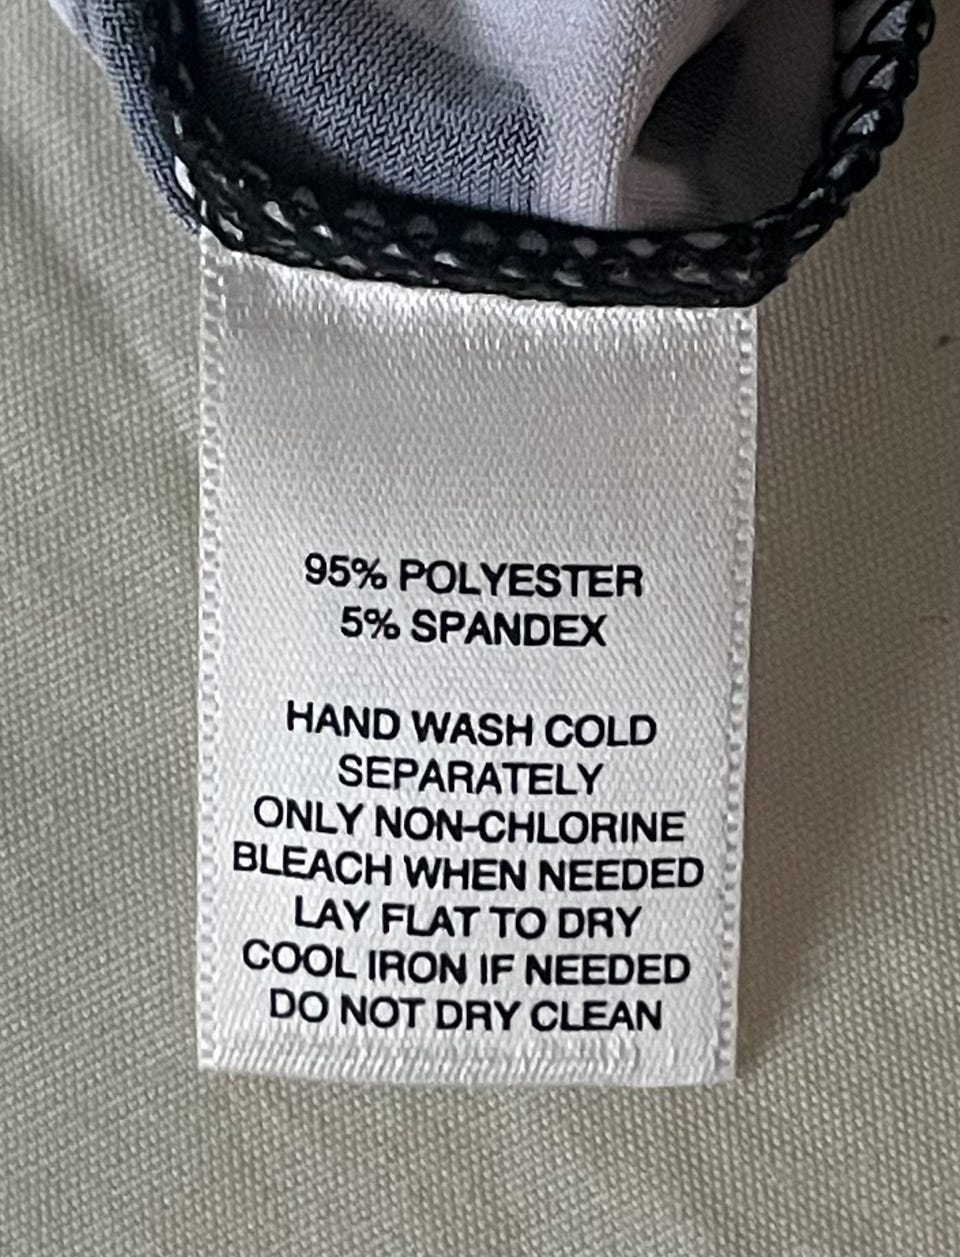 95% POLYESTER
5% SPANDEX
HAND WASH COLD
SEPARATELY
ONLY NON-CHLORINE
BLEACH WHEN NEEDED
LAY FLAT TO DRY
COOL IRON IF NEEDED
DO NOT DRY CLEAN